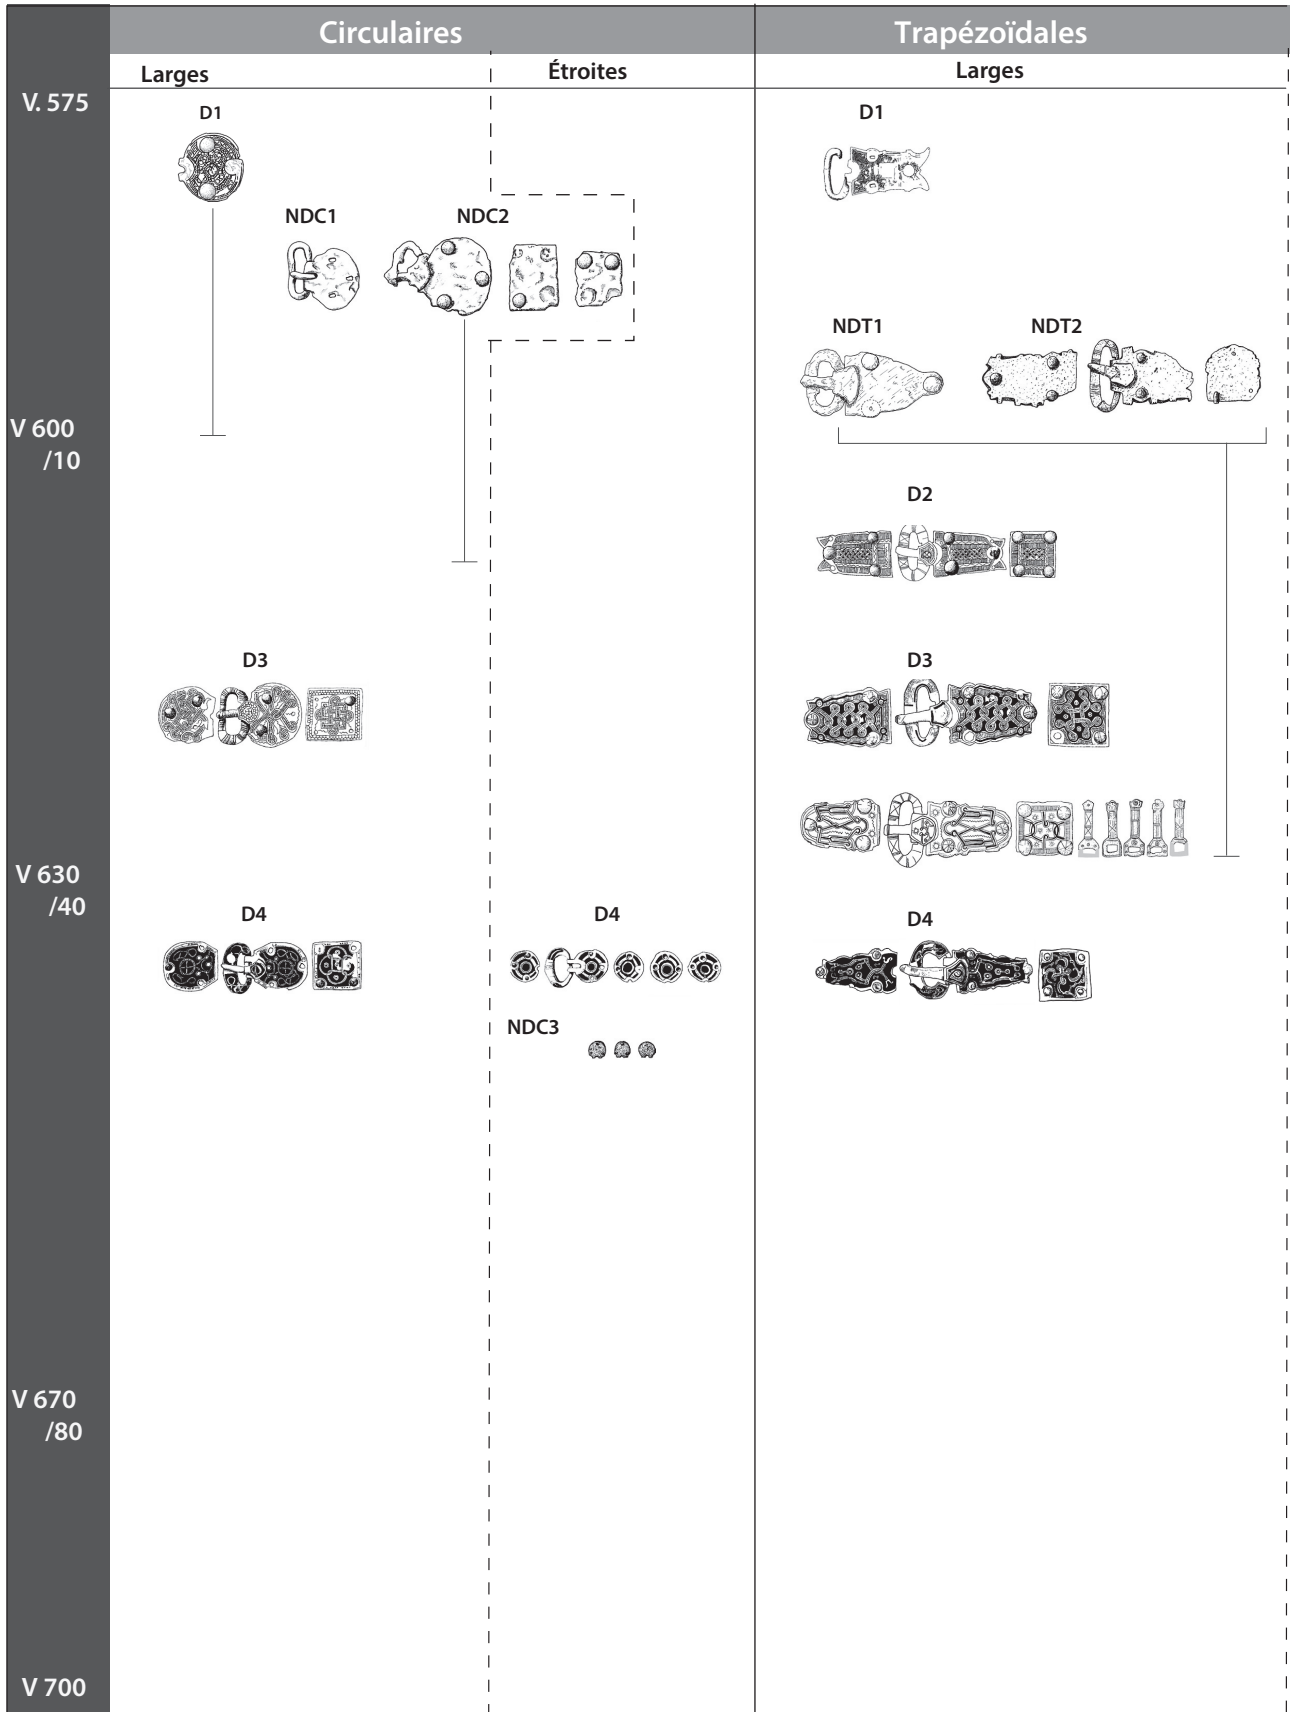 Circulaires
Trapézoïdales
Larges
Étroites
Larges
V. 575
D1
D1
NDC1
NDC2
NDT1
NDT2
V 600
/10
D2
D3
D3
V 630
/40
D4
D4
D4
NDC3
V 670
/80
V 700